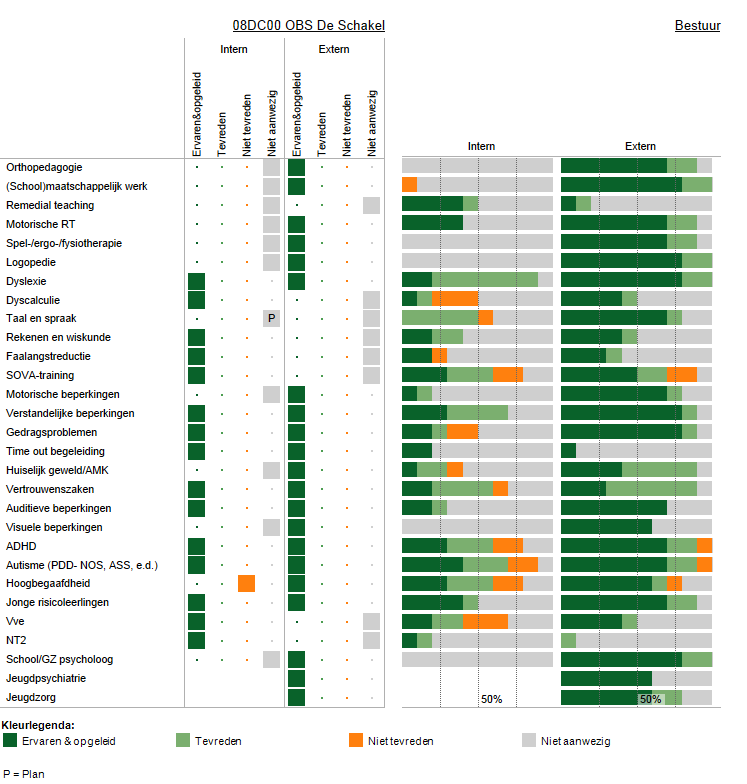 08DC00 OBS De Schakel Bestuur
Intern Extern
Ervaren&opgeleid Tevreden Niet tevreden Niet aanwezig Ervaren&opgeleid Tevreden Niet tevreden Niet aanwezig
Intern Extern
Orthopedagogie
(School)maatschappelijk werk
Remedial teaching
Motorische RT
Spel-/ergo-/fysiotherapie
Logopedie
Dyslexie
Dyscalculie
Taal en spraak P
Rekenen en wiskunde
Faalangstreductie
SOVA-training
Motorische beperkingen
Verstandelijke beperkingen
Gedragsproblemen
Time out begeleiding
Huiselijk geweld/AMK
Vertrouwenszaken
Auditieve beperkingen
Visuele beperkingen
ADHD
Autisme (PDD- NOS, ASS, e.d.)
Hoogbegaafdheid
Jonge risicoleerlingen
Vve
NT2
School/GZ psycholoog
Jeugdpsychiatrie
Jeugdzorg 50% 50%
Kleurlegenda:
Ervaren & opgeleid Tevreden Niet tevreden Niet aanwezig
P = Plan